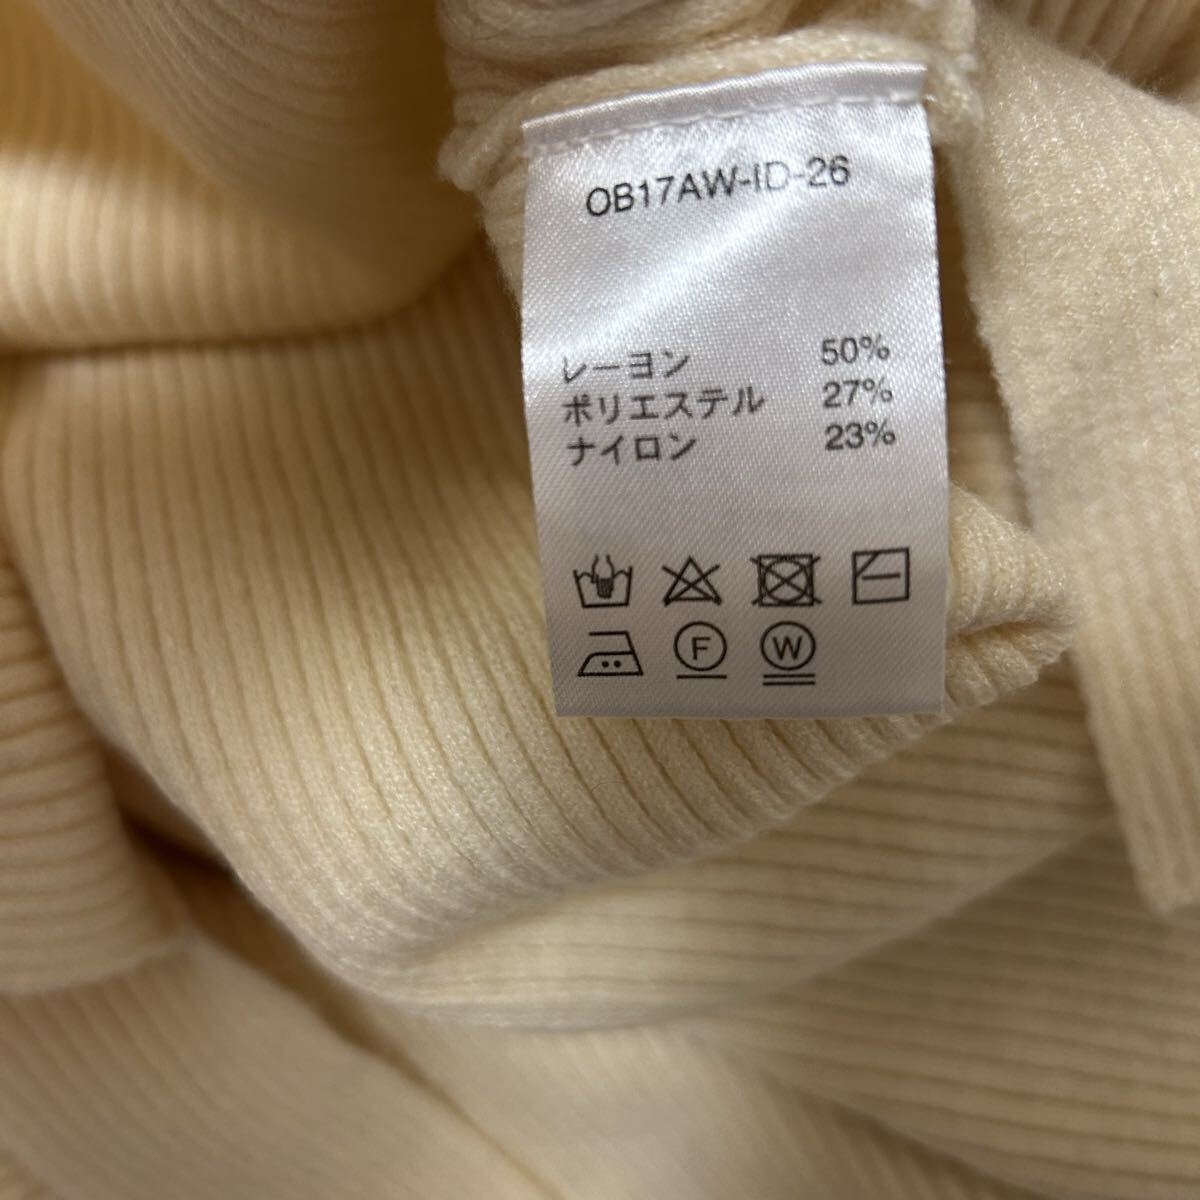 OB17AW-ID-26
レーヨン 50%
ポリエステル 27%
ナイロン 23%
F W